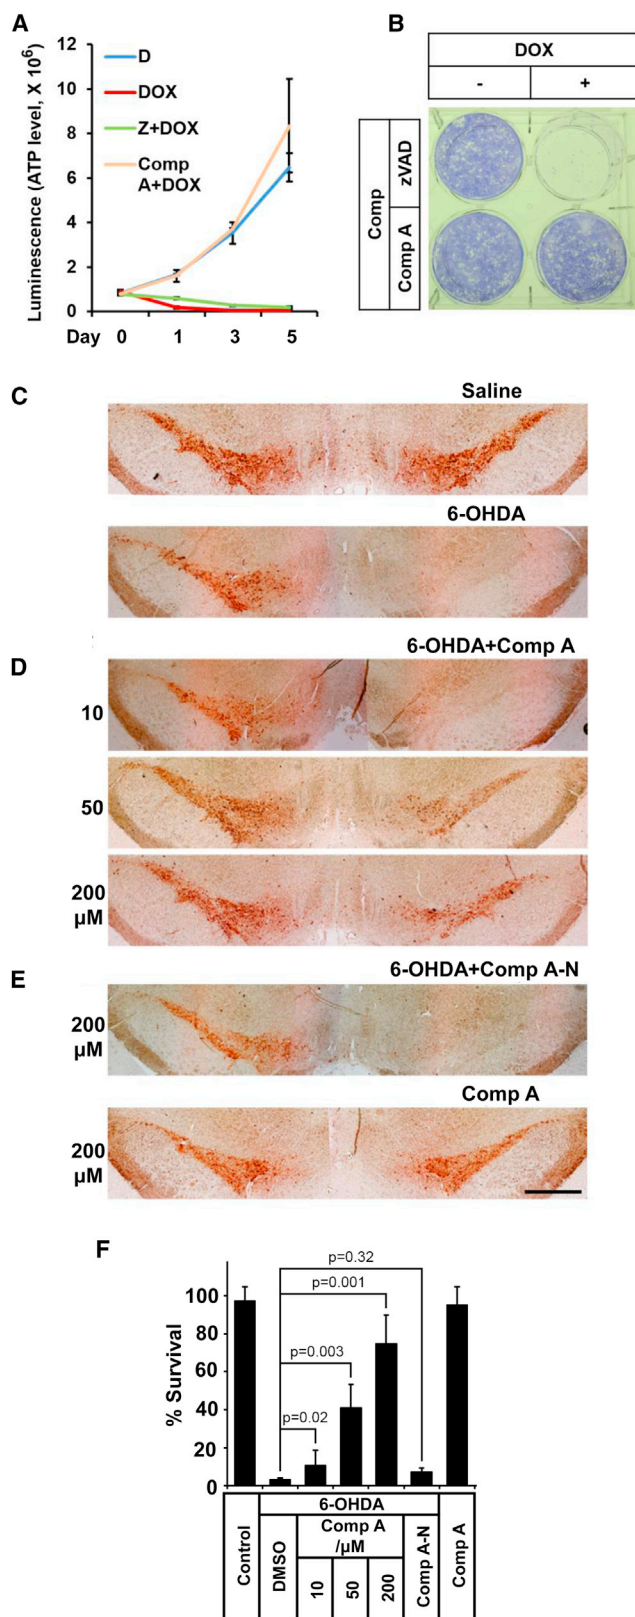 A
Luminescence (ATP level, X 10⁶)
12
10
8
6
4
2
0
D
DOX
Z+DOX
Comp
A+DOX
Day 0 1 3 5
B
DOX
- +
Comp
zVAD
Comp A
C
Saline
6-OHDA
6-OHDA+Comp A
D
10
50
200
µM
6-OHDA+Comp A-N
E
200
µM
Comp A
200
µM
F
% Survival
100
80
60
40
20
0
p=0.32
p=0.001
p=0.003
p=0.02
Control
6-OHDA
DMSO
Comp A
/µM
10
50
200
Comp A-N
Comp A